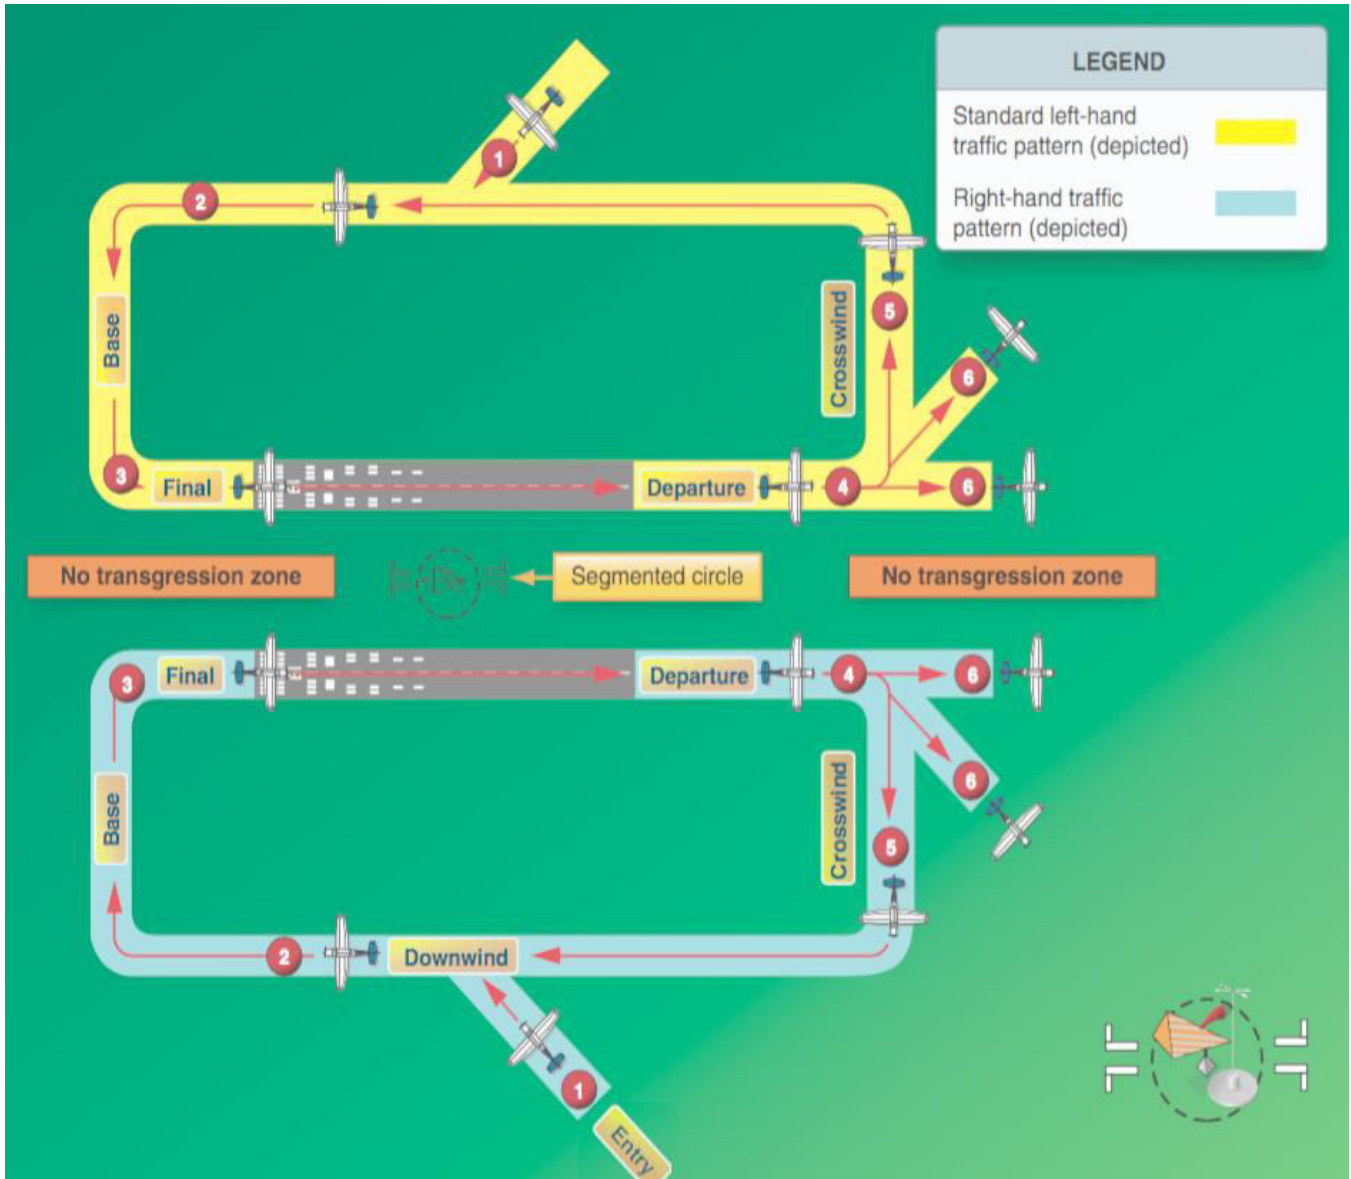 LEGEND
Standard left-hand
traffic pattern (depicted)
Right-hand traffic
pattern (depicted)
1
2
Base
Crosswind
5
6
3
Final
Departure
4
6
No transgression zone
Segmented circle
No transgression zone
3
Final
Departure
4
6
Base
Crosswind
6
5
2
Downwind
1
Entry